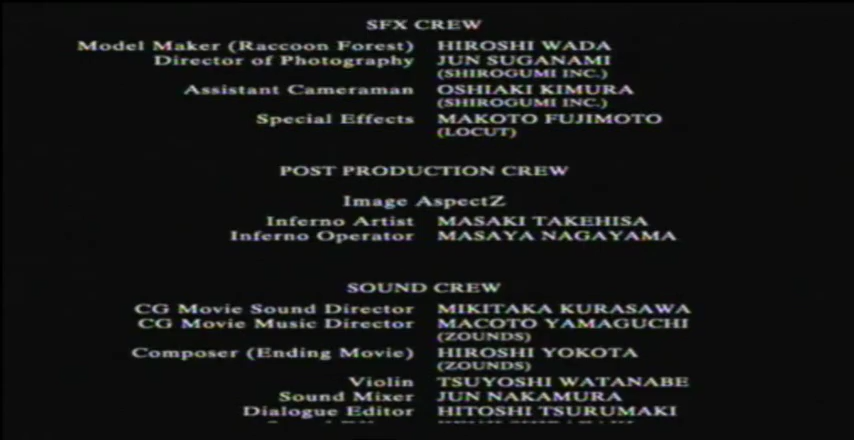 SFX CREW
Model Maker (Raccoon Forest) HIROSHI WADA
Director of Photography JUN SUGANAMI
(SHIROGUMI INC.)
Assistant Cameraman OSHIAKI KIMURA
(SHIROGUMI INC.)
Special Effects MAKOTO FUJIMOTO
(LOCUT)
POST PRODUCTION CREW
Image AspectZ
Inferno Artist MASAKI TAKEHISA
Inferno Operator MASAYA NAGAYAMA
SOUND CREW
CG Movie Sound Director MIKITAKA KURASAWA
CG Movie Music Director MACOTO YAMAGUCHI
(ZOUNDS)
Composer (Ending Movie) HIROSHI YOKOTA
(ZOUNDS)
Violin TSUYOSHI WATANABE
Sound Mixer JUN NAKAMURA
Dialogue Editor HITOSHI TSURUMAKI